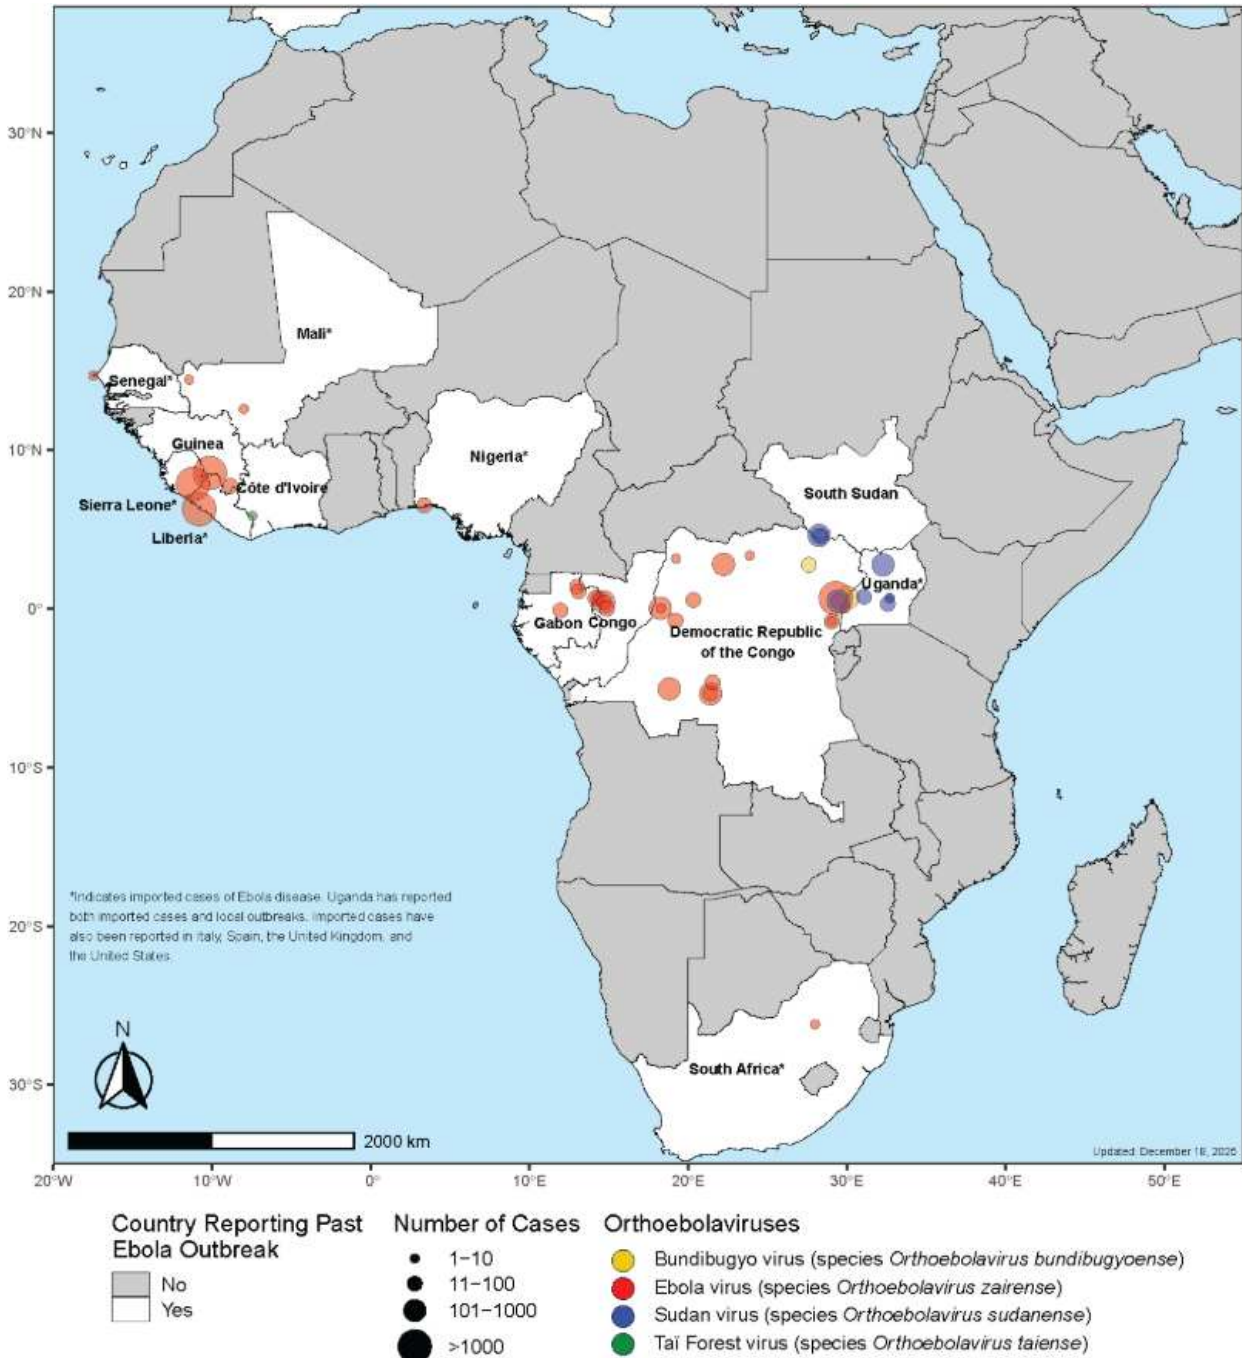 30°N
20°N
Mali*
Senegal*
10°N
Guinea
Nigeria*
Côte d'Ivoire
South Sudan
Sierra Leone*
Liberia*
Uganda*
0°
Gabon
Congo
Democratic Republic
of the Congo
10°S
*Indicates imported cases of Ebola disease. Uganda has reported
both imported cases and local outbreaks. Imported cases have
also been reported in Italy, Spain, the United Kingdom, and
the United States.
20°S
N
South Africa*
30°S
2000 km
Updated: December 18,
20°W
10°W
0°
10°E
20°E
30°E
40°E
50°E
Country Reporting Past
Ebola Outbreak
No
Yes
Number of Cases
1–10
11–100
101–1000
>1000
Orthoebolaviruses
Bundibugyo virus (species Orthoebolavirus bundibugyoense)
Ebola virus (species Orthoebolavirus zairense)
Sudan virus (species Orthoebolavirus sudanense)
Taï Forest virus (species Orthoebolavirus taiense)